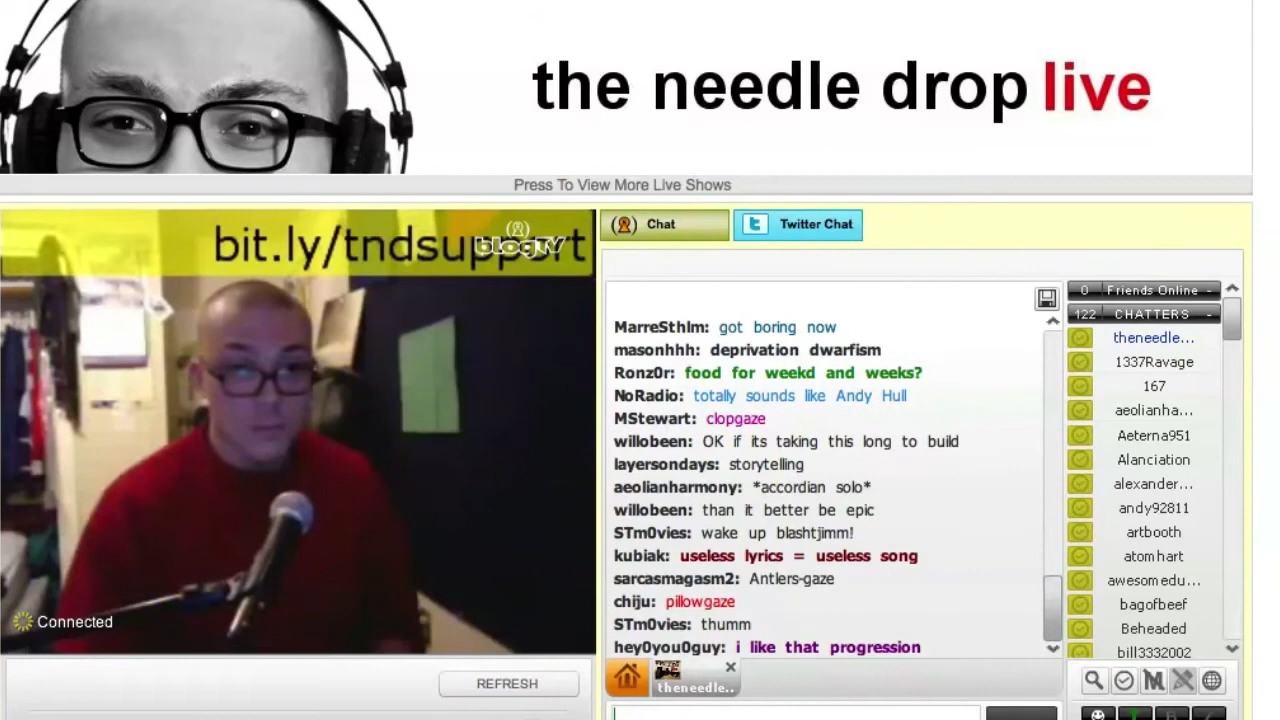 the needle drop live
Press To View More Live Shows
bit.ly/tndsupport
blogTV
Chat
Twitter Chat
0 Friends Online -
122 CHATTERS -
MarreSthlm: got boring now
masonhhh: deprivation dwarfism
Ronz0r: food for weekd and weeks?
NoRadio: totally sounds like Andy Hull
MStewart: clopgaze
willobeen: OK if its taking this long to build
layersondays: storytelling
aeolianharmony: *accordian solo*
willobeen: than it better be epic
STm0vies: wake up blashtjimm!
kubiak: useless lyrics = useless song
sarcasmagasm2: Antlers-gaze
chiju: pillowgaze
STm0vies: thumm
hey0you0guy: i like that progression
theneedle...
1337Ravage
167
aeolianha...
Aeterna951
Alanciation
alexander...
andy92811
artbooth
atomhart
awesomedu...
bagofbeef
Beheaded
bill3332002
Connected
REFRESH
theneedle..